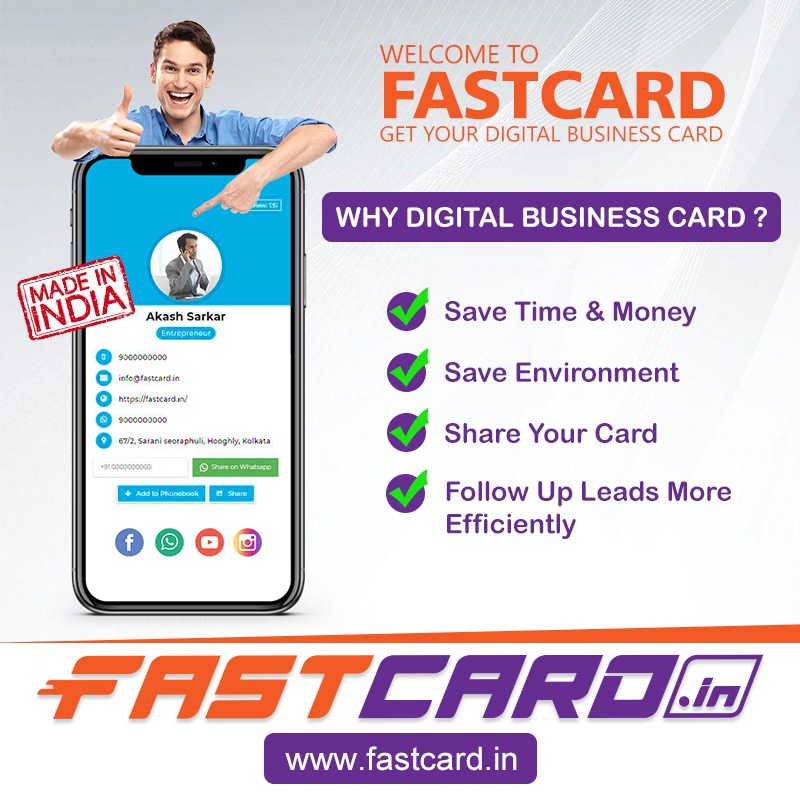 WELCOME TO
FASTCARD
GET YOUR DIGITAL BUSINESS CARD
WHY DIGITAL BUSINESS CARD ?
Save Time & Money
Save Environment
Share Your Card
Follow Up Leads More
Efficiently
MADE IN
INDIA
Akash Sarkar
Entrepreneur
9000000000
info@fastcard.in
https://fastcard.in/
9000000000
67/2, Sarani seoraphuli, Hooghly, Kolkata
+91 0000000000
Share on Whatsapp
Add to Phonebook
Share
FASTCARD.in
www.fastcard.in